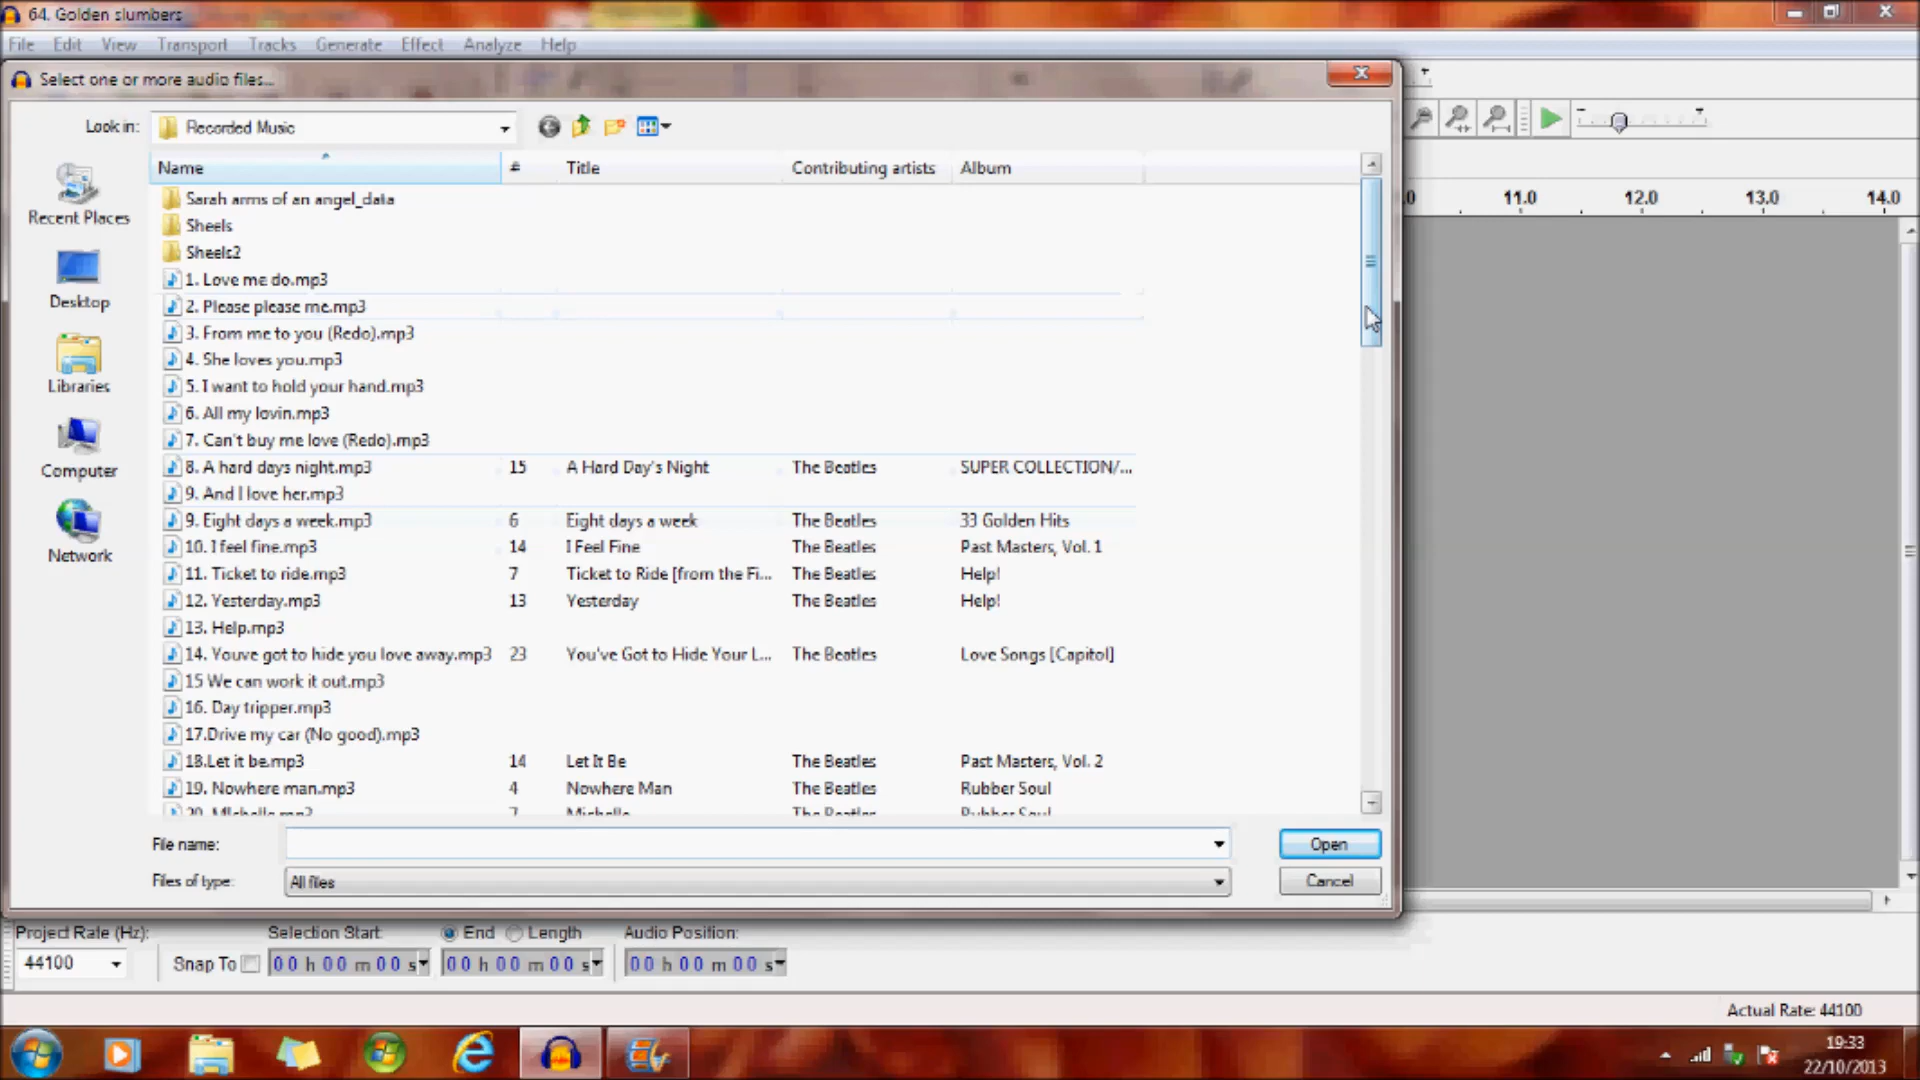 64. Golden slumbers
File Edit View Transport Tracks Generate Effect Analyze Help
Select one or more audio files...
Look in: Recorded Music
Name # Title Contributing artists Album
11.0 12.0 13.0 14.0
Recent Places
Desktop
Libraries
Computer
Network
Sarah arms of an angel_data
Sheels
Sheels2
1. Love me do.mp3
2. Please please me.mp3
3. From me to you (Redo).mp3
4. She loves you.mp3
5. I want to hold your hand.mp3
6. All my lovin.mp3
7. Can't buy me love (Redo).mp3
8. A hard days night.mp3 15 A Hard Day's Night The Beatles SUPER COLLECTION/...
9. And I love her.mp3
9. Eight days a week.mp3 6 Eight days a week The Beatles 33 Golden Hits
10. I feel fine.mp3 14 I Feel Fine The Beatles Past Masters, Vol. 1
11. Ticket to ride.mp3 7 Ticket to Ride [from the Fi... The Beatles Help!
12. Yesterday.mp3 13 Yesterday The Beatles Help!
13. Help.mp3
14. Youve got to hide you love away.mp3 23 You've Got to Hide Your L... The Beatles Love Songs [Capitol]
15 We can work it out.mp3
16. Day tripper.mp3
17.Drive my car (No good).mp3
18.Let it be.mp3 14 Let It Be The Beatles Past Masters, Vol. 2
19. Nowhere man.mp3 4 Nowhere Man The Beatles Rubber Soul
20. MIchelle.mp3 7 Michelle The Beatles Rubber Soul
File name: Open
Files of type: All files Cancel
Project Rate (Hz): Selection Start: End Length Audio Position:
44100 Snap To 00 h 00 m 00 s 00 h 00 m 00 s 00 h 00 m 00 s
Actual Rate: 44100
19:33
22/10/2013